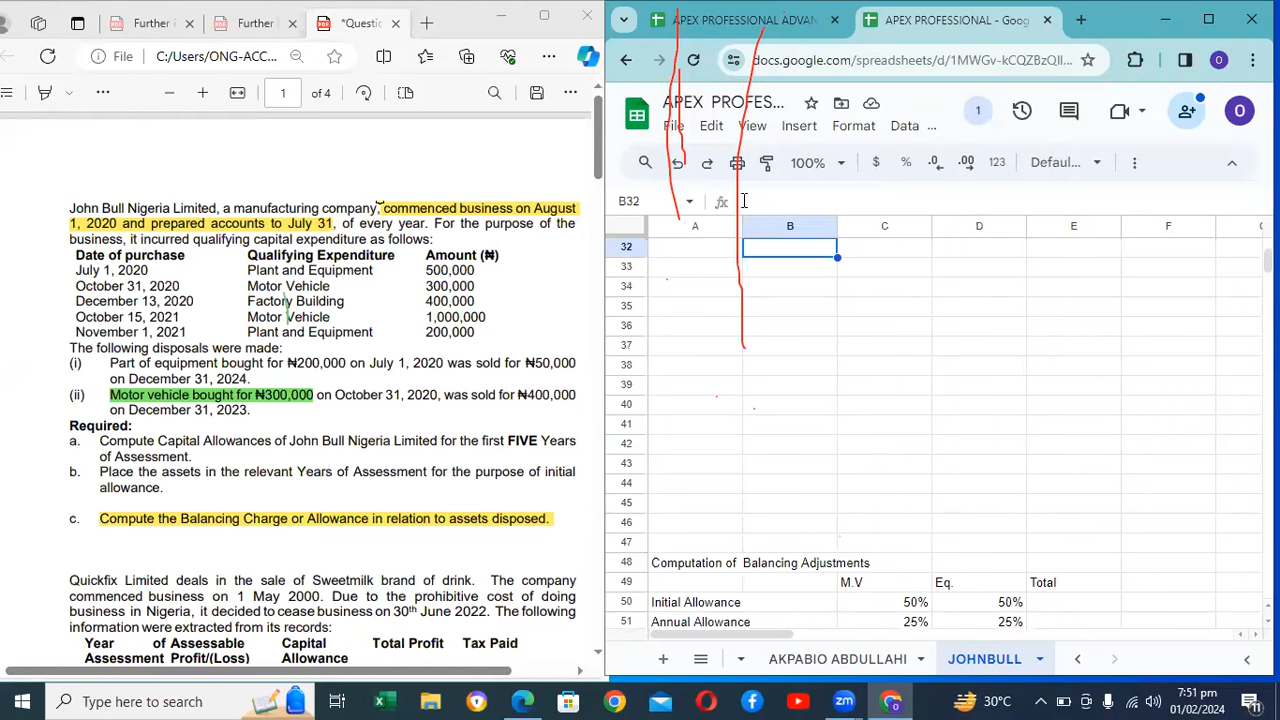 Further i
Further
*Questic
File
C:/Users/ONG-ACC...
1
of 4
John Bull Nigeria Limited, a manufacturing company, commenced business on August
1, 2020 and prepared accounts to July 31, of every year. For the purpose of the
business, it incurred qualifying capital expenditure as follows:
Date of purchase Qualifying Expenditure Amount (₦)
July 1, 2020 Plant and Equipment 500,000
October 31, 2020 Motor Vehicle 300,000
December 13, 2020 Factory Building 400,000
October 15, 2021 Motor Vehicle 1,000,000
November 1, 2021 Plant and Equipment 200,000
The following disposals were made:
(i) Part of equipment bought for ₦200,000 on July 1, 2020 was sold for ₦50,000
on December 31, 2024.
(ii) Motor vehicle bought for ₦300,000 on October 31, 2020, was sold for ₦400,000
on December 31, 2023.
Required:
a. Compute Capital Allowances of John Bull Nigeria Limited for the first FIVE Years
of Assessment.
b. Place the assets in the relevant Years of Assessment for the purpose of initial
allowance.
c. Compute the Balancing Charge or Allowance in relation to assets disposed.
Quickfix Limited deals in the sale of Sweetmilk brand of drink. The company
commenced business on 1 May 2000. Due to the prohibitive cost of doing
business in Nigeria, it decided to cease business on 30th June 2022. The following
information were extracted from its records:
Year of Assessable Capital Total Profit Tax Paid
Assessment Profit/(Loss) Allowance
APEX PROFESSIONAL ADVAN
APEX PROFESSIONAL - Goog
docs.google.com/spreadsheets/d/1MWGv-kCQZBzQIl...
APEX PROFES...
File Edit View Insert Format Data ...
1
O
100% $ % .0 .00 123 Defaul...
B32 fx
A B C D E F
32
33
34
35
36
37
38
39
40
41
42
43
44
45
46
47
48 Computation of Balancing Adjustments
49 M.V Eq. Total
50 Initial Allowance 50% 50%
51 Annual Allowance 25% 25%
AKPABIO ABDULLAHI JOHNBULL
Type here to search
zm
30°C
7:51 pm
01/02/2024
11